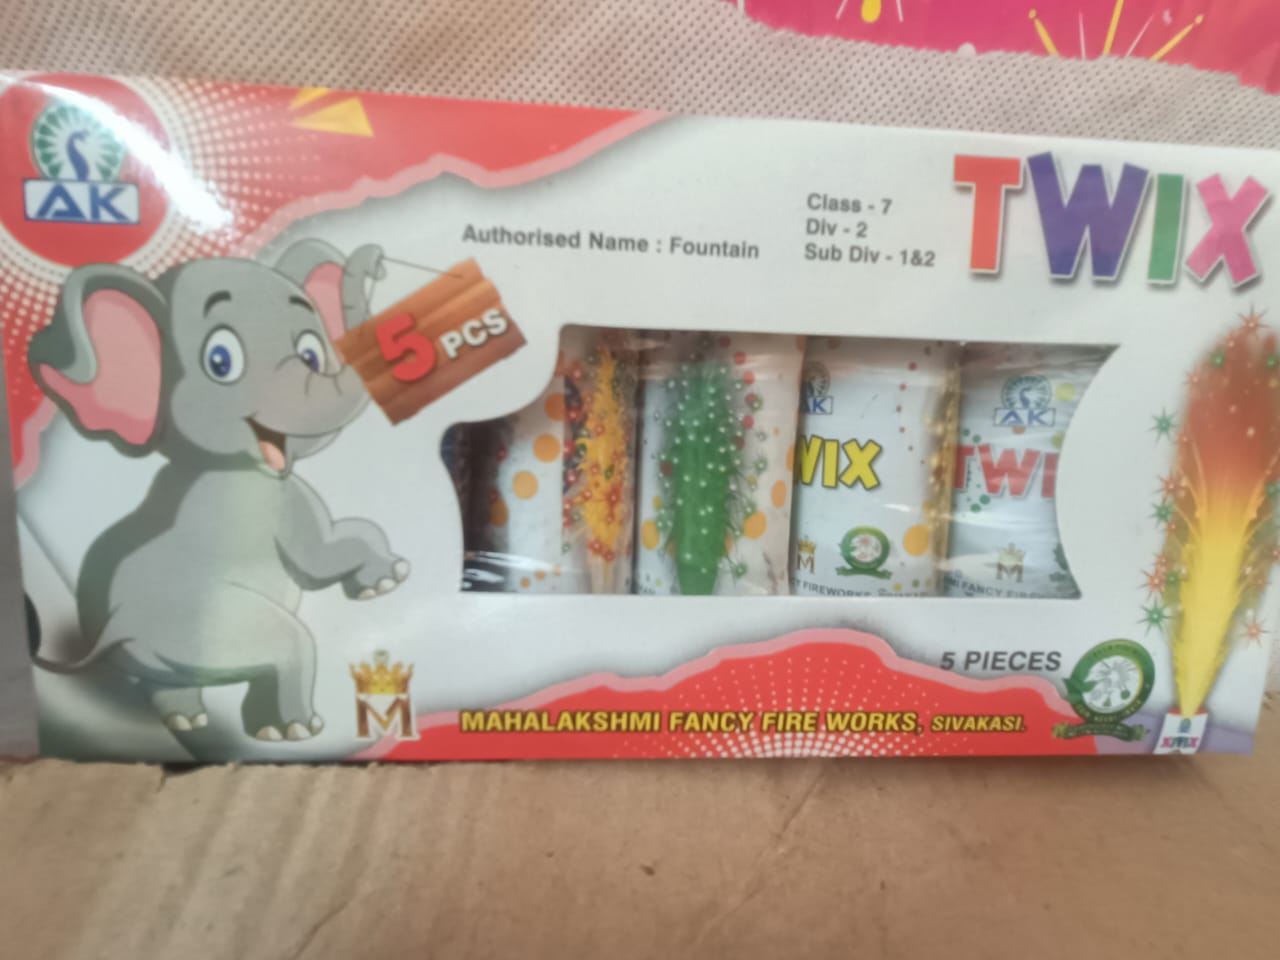 AK
TWIX
Class - 7
Div - 2
Sub Div - 1&2
Authorised Name : Fountain
5 PCS
AK
WIX
AK
TWI
M
M
5 PIECES
M
MAHALAKSHMI FANCY FIRE WORKS, SIVAKASI.